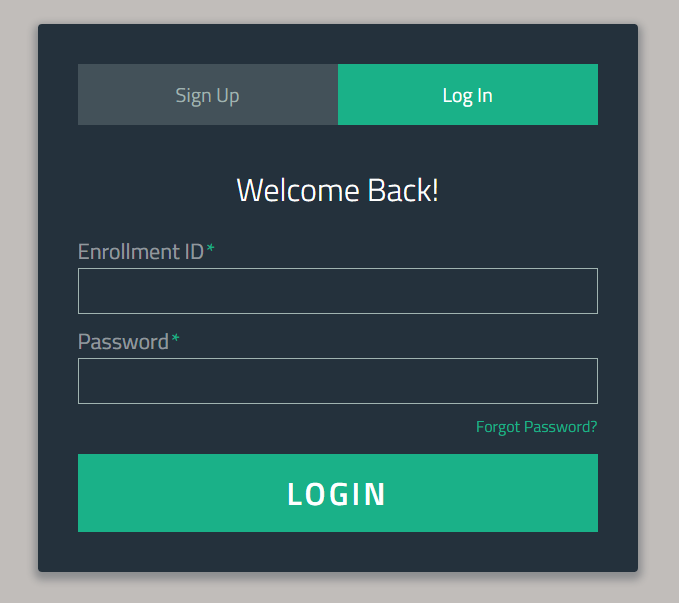 Sign Up
Log In
Welcome Back!
Enrollment ID*
Password*
Forgot Password?
LOGIN